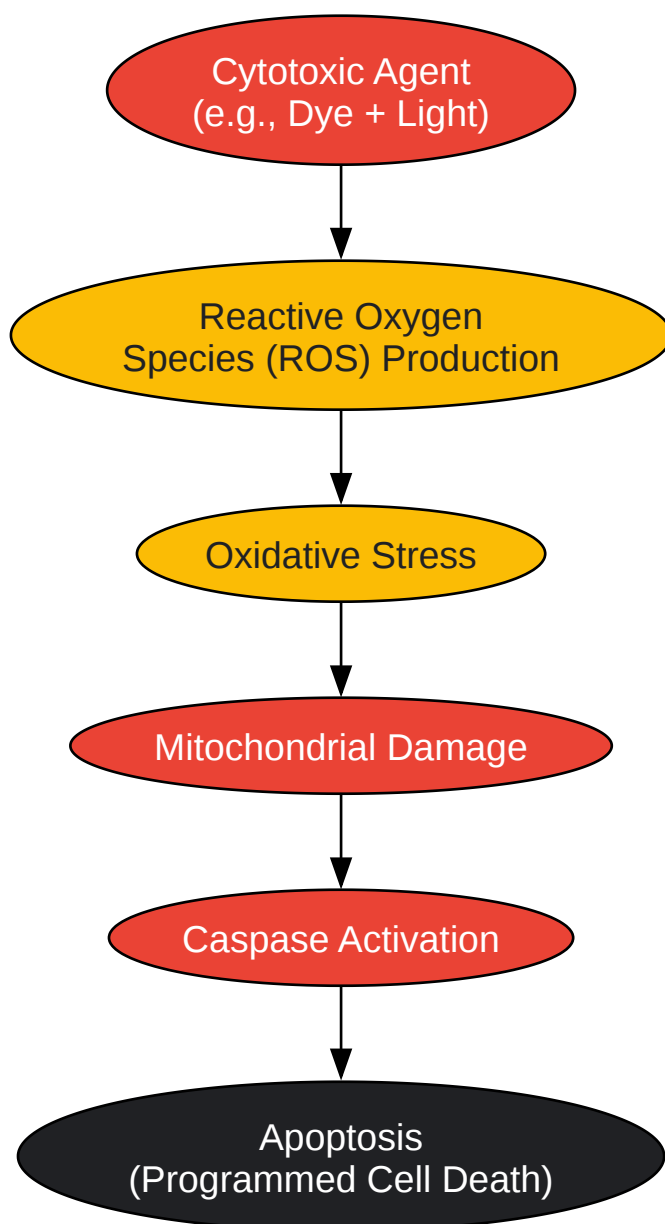 Cytotoxic Agent
(e.g., Dye + Light)
Reactive Oxygen
Species (ROS) Production
Oxidative Stress
Mitochondrial Damage
Caspase Activation
Apoptosis
(Programmed Cell Death)